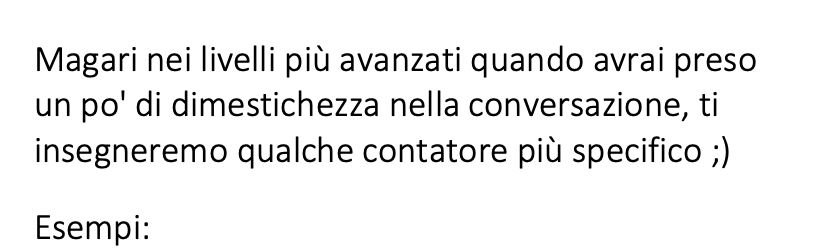 Magari nei livelli più avanzati quando avrai preso
un po' di dimestichezza nella conversazione, ti
insegneremo qualche contatore più specifico ;)
Esempi: